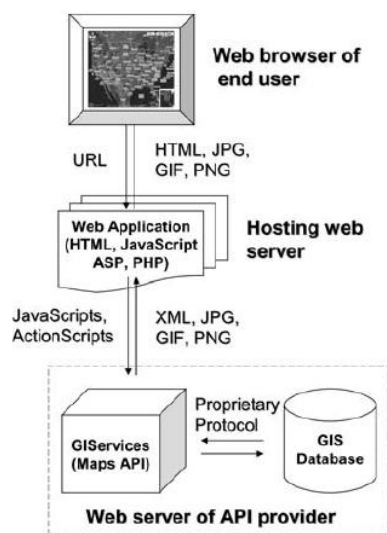 Web browser of
end user
URL
HTML, JPG,
GIF, PNG
Web Application
(HTML, JavaScript
ASP, PHP)
Hosting web
server
JavaScripts,
ActionScripts
XML, JPG,
GIF, PNG
GIServices
(Maps API)
Proprietary
Protocol
GIS
Database
Web server of API provider